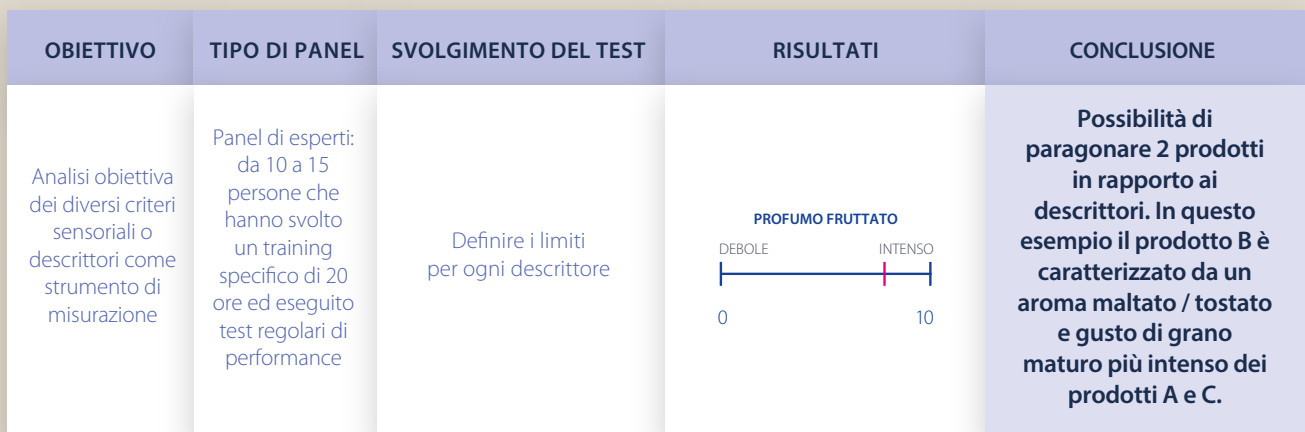 OBIETTIVO
TIPO DI PANEL
SVOLGIMENTO DEL TEST
RISULTATI
CONCLUSIONE
Analisi obiettiva
dei diversi criteri
sensoriali o
descrittori come
strumento di
misurazione
Panel di esperti:
da 10 a 15
persone che
hanno svolto
un training
specifico di 20
ore ed eseguito
test regolari di
performance
Definire i limiti
per ogni descrittore
PROFUMO FRUTTATO
DEBOLE INTENSO
0 10
Possibilità di
paragonare 2 prodotti
in rapporto ai
descrittori. In questo
esempio il prodotto B è
caratterizzato da un
aroma maltato / tostato
e gusto di grano
maturo più intenso dei
prodotti A e C.